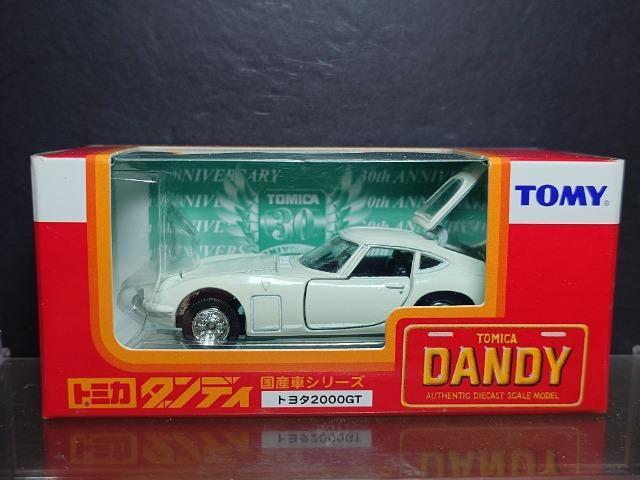 NNIVERSARY
30th ANNIV
TOMICA
30
TOMY
トミカ
ダンディ
国産車シリーズ
トヨタ2000GT
TOMICA
DANDY
AUTHENTIC DIECAST SCALE MODEL